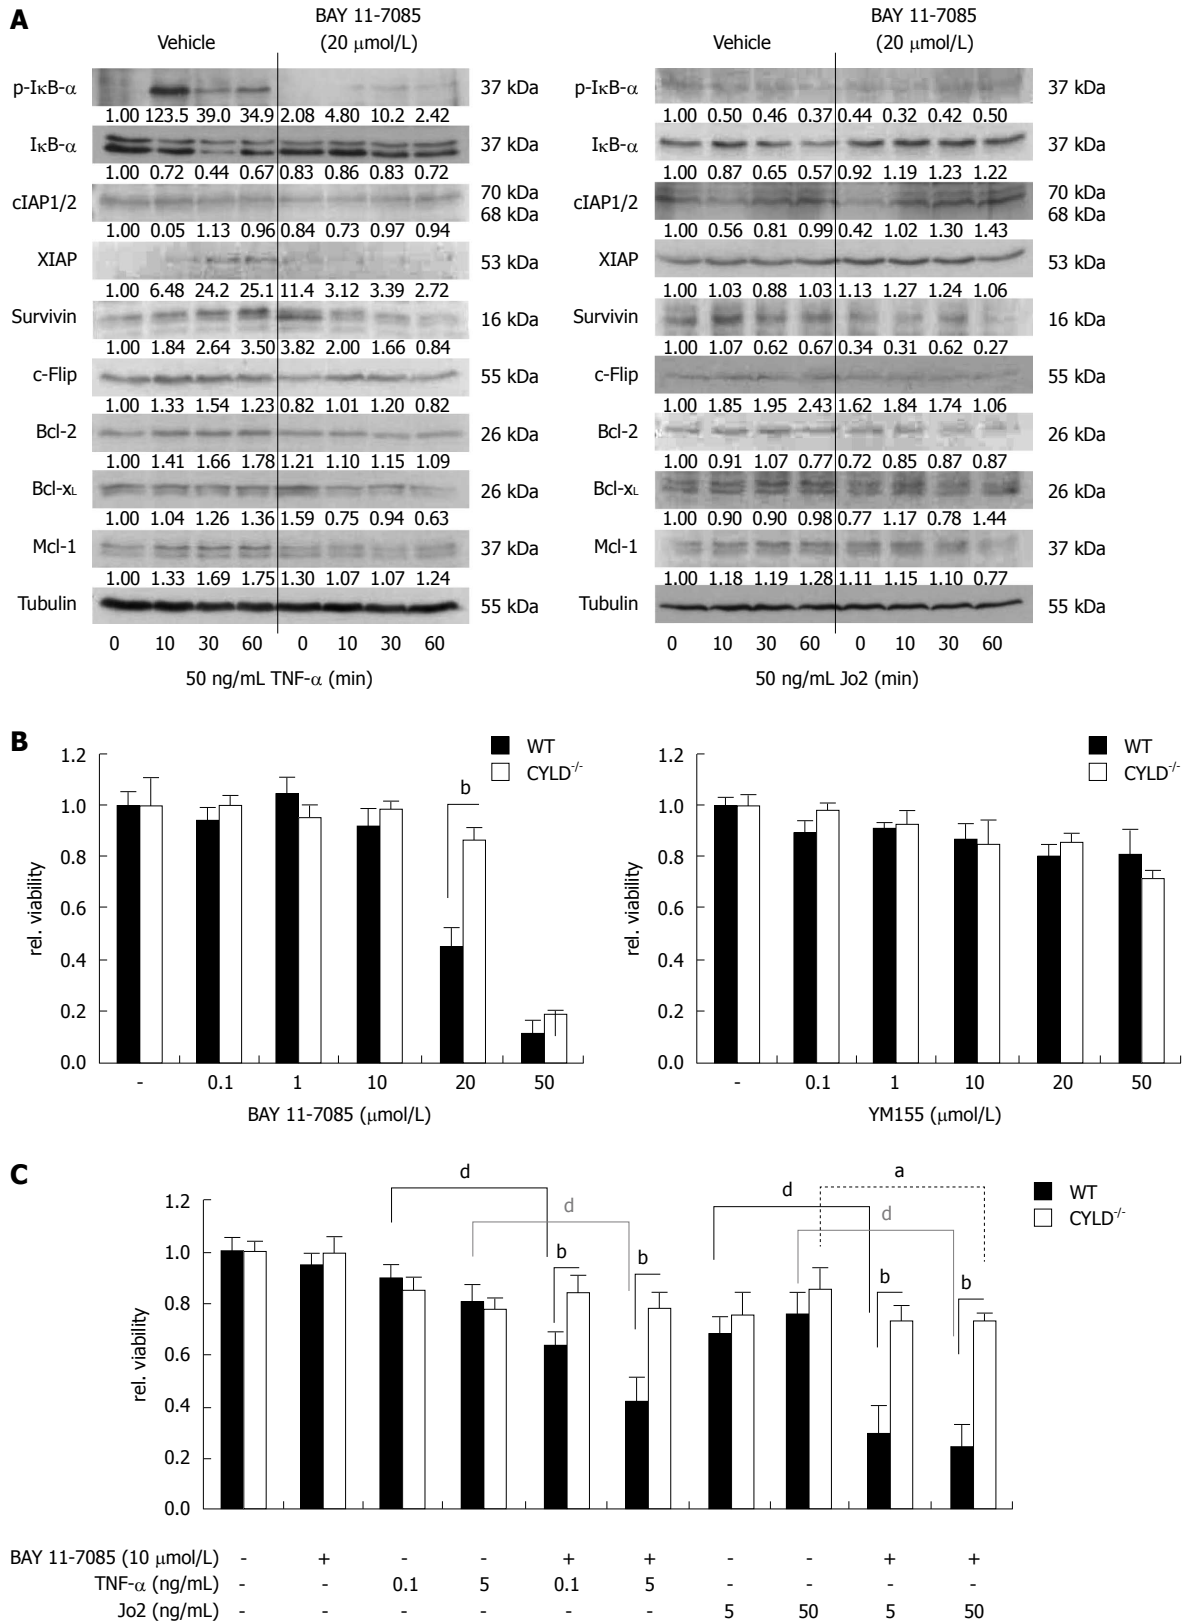 A
BAY 11-7085
Vehicle (20 μmol/L)
p-IκB-α 37 kDa
1.00 123.5 39.0 34.9 2.08 4.80 10.2 2.42
IκB-α 37 kDa
1.00 0.72 0.44 0.67 0.83 0.86 0.83 0.72
cIAP1/2 70 kDa
68 kDa
1.00 0.05 1.13 0.96 0.84 0.73 0.97 0.94
XIAP 53 kDa
1.00 6.48 24.2 25.1 11.4 3.12 3.39 2.72
Survivin 16 kDa
1.00 1.84 2.64 3.50 3.82 2.00 1.66 0.84
c-Flip 55 kDa
1.00 1.33 1.54 1.23 0.82 1.01 1.20 0.82
Bcl-2 26 kDa
1.00 1.41 1.66 1.78 1.21 1.10 1.15 1.09
Bcl-xL 26 kDa
1.00 1.04 1.26 1.36 1.59 0.75 0.94 0.63
Mcl-1 37 kDa
1.00 1.33 1.69 1.75 1.30 1.07 1.07 1.24
Tubulin 55 kDa
0 10 30 60 0 10 30 60
50 ng/mL TNF-α (min)
BAY 11-7085
Vehicle (20 μmol/L)
p-IκB-α 37 kDa
1.00 0.50 0.46 0.37 0.44 0.32 0.42 0.50
IκB-α 37 kDa
1.00 0.87 0.65 0.57 0.92 1.19 1.23 1.22
cIAP1/2 70 kDa
68 kDa
1.00 0.56 0.81 0.99 0.42 1.02 1.30 1.43
XIAP 53 kDa
1.00 1.03 0.88 1.03 1.13 1.27 1.24 1.06
Survivin 16 kDa
1.00 1.07 0.62 0.67 0.34 0.31 0.62 0.27
c-Flip 55 kDa
1.00 1.85 1.95 2.43 1.62 1.84 1.74 1.06
Bcl-2 26 kDa
1.00 0.91 1.07 0.77 0.72 0.85 0.87 0.87
Bcl-xL 26 kDa
1.00 0.90 0.90 0.98 0.77 1.17 0.78 1.44
Mcl-1 37 kDa
1.00 1.18 1.19 1.28 1.11 1.15 1.10 0.77
Tubulin 55 kDa
0 10 30 60 0 10 30 60
50 ng/mL Jo2 (min)
B
WT
CYLD-/-
b
rel. viability
1.2
1.0
0.8
0.6
0.4
0.2
0.0
- 0.1 1 10 20 50
BAY 11-7085 (μmol/L)
WT
CYLD-/-
rel. viability
1.2
1.0
0.8
0.6
0.4
0.2
0.0
- 0.1 1 10 20 50
YM155 (μmol/L)
C
WT
CYLD-/-
d d b b d a d b b
rel. viability
1.2
1.0
0.8
0.6
0.4
0.2
0.0
BAY 11-7085 (10 μmol/L) - + - - + + - - + +
TNF-α (ng/mL) - - 0.1 5 0.1 5 - - - -
Jo2 (ng/mL) - - - - - - 5 50 5 50